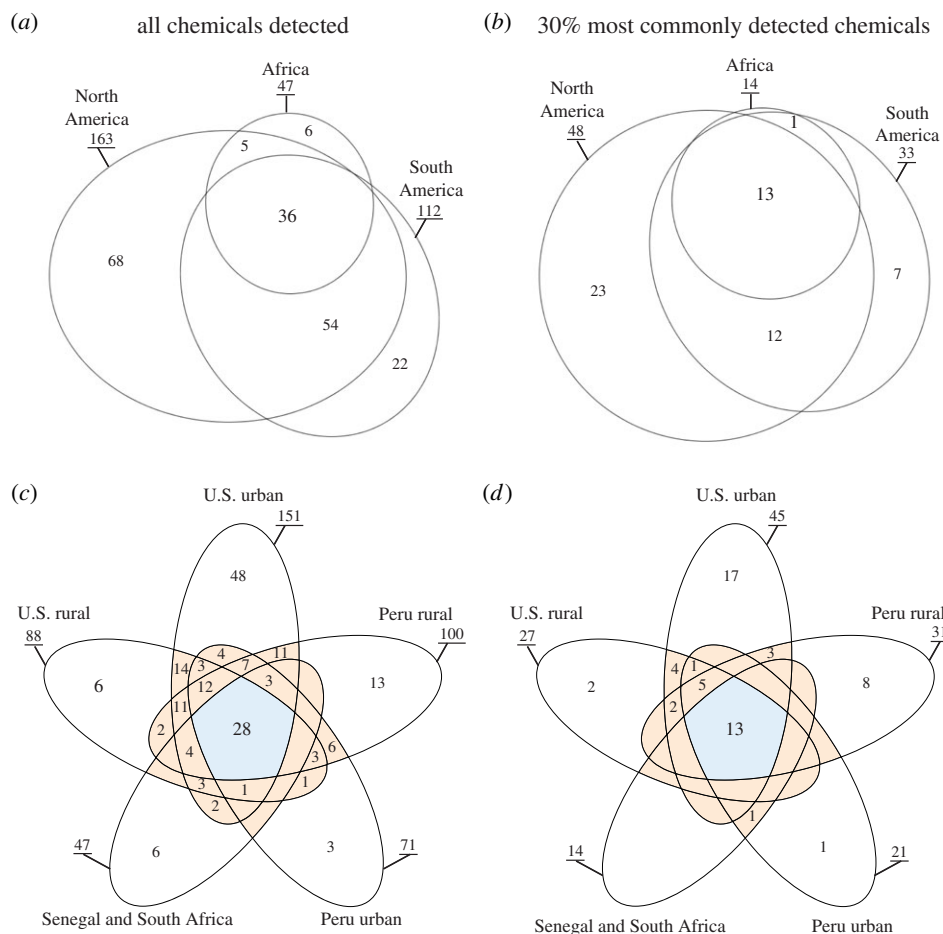 (a) all chemicals detected
(b) 30% most commonly detected chemicals
Africa
47
North
America
163
6
5
South
America
112
36
68
54
22
Africa
14
North
America
48
1
South
America
33
13
23
7
12
(c)
U.S. urban
151
48
U.S. rural
88
Peru rural
100
6
13
4
11
14
3
7
3
12
11
28
2
4
6
3
3
1
1
2
47
6
3
71
Senegal and South Africa
Peru urban
(d)
U.S. urban
45
17
U.S. rural
27
Peru rural
31
2
8
3
4
1
5
2
13
1
14
1
21
Senegal and South Africa
Peru urban